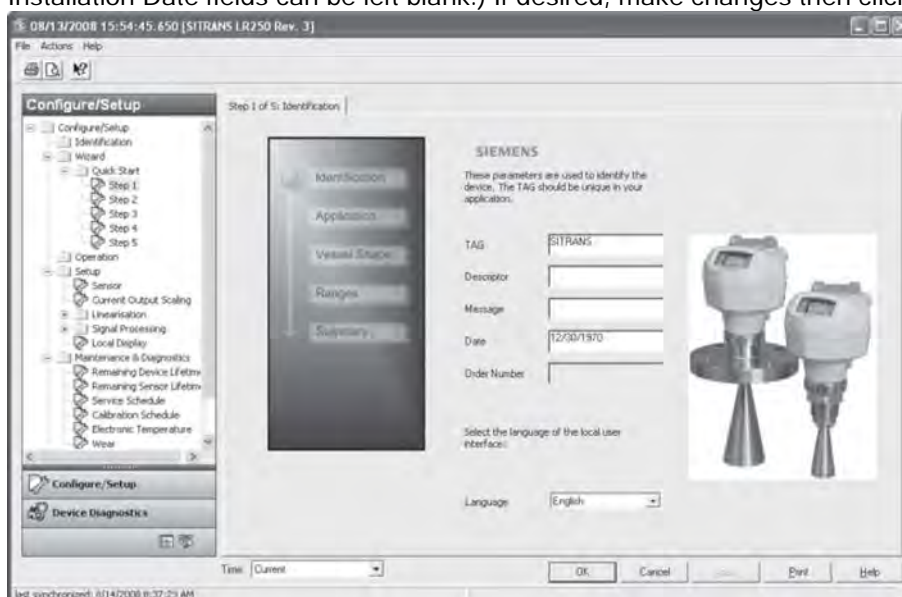 Installation Date fields can be left blank.) If desired, make changes then click
08/13/2008 15:54:45.650 [SITRANS LR250 Rev. 3]
File Actions Help
Configure/Setup
Configure/Setup
Identification
Wizard
Quick Start
Step 1
Step 2
Step 3
Step 4
Step 5
Operation
Setup
Sensor
Current Output Scaling
Linearisation
Signal Processing
Local Display
Maintenance & Diagnostics
Remaining Device Lifetim
Remaining Sensor Lifetim
Service Schedule
Calibration Schedule
Electronic Temperature
Wear
Configure/Setup
Device Diagnostics
Step 1 of 5: Identification
Identification
Application
Vessel Shape
Ranges
Summary
SIEMENS
These parameters are used to identify the
device. The TAG should be unique in your
application.
TAG SITRANS
Descriptor
Message
Date 12/30/1970
Order Number
Select the language of the local user
interface:
Language English
Time Current
OK Cancel Print Help
last synchronized: 8/14/2008 8:37:23 AM